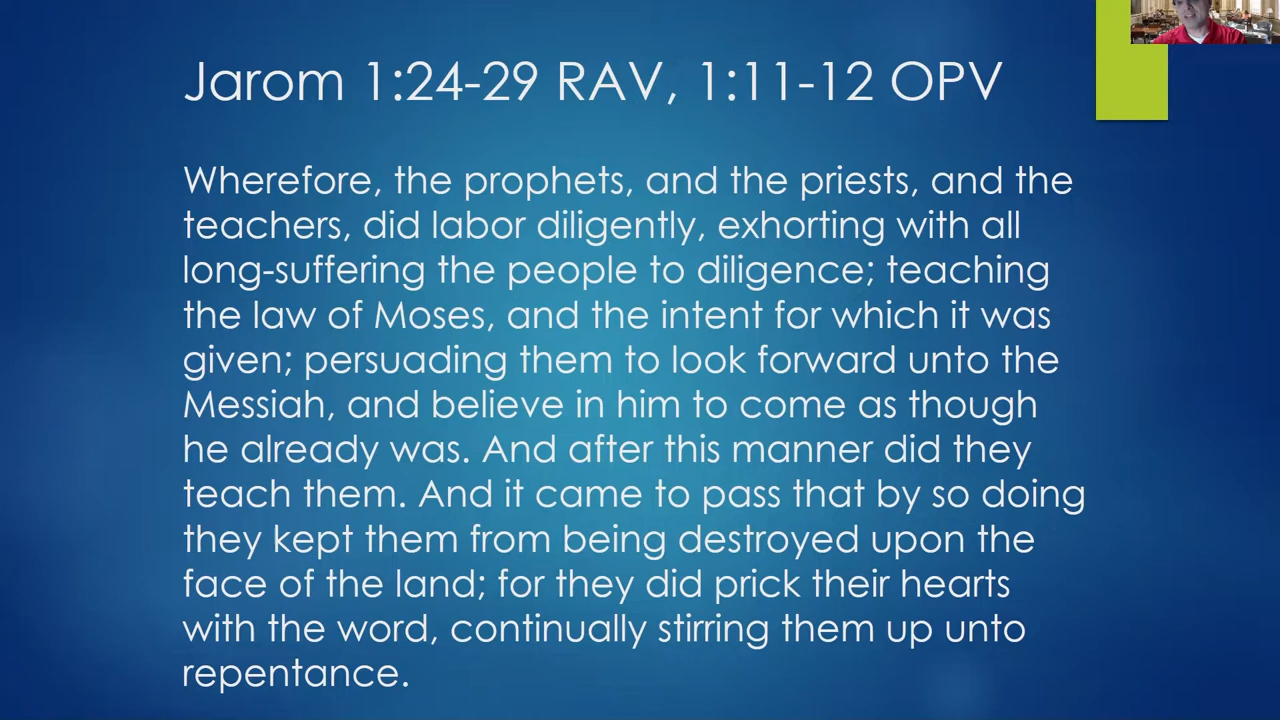 Jarom 1:24-29 RAV, 1:11-12 OPV
Wherefore, the prophets, and the priests, and the
teachers, did labor diligently, exhorting with all
long-suffering the people to diligence; teaching
the law of Moses, and the intent for which it was
given; persuading them to look forward unto the
Messiah, and believe in him to come as though
he already was. And after this manner did they
teach them. And it came to pass that by so doing
they kept them from being destroyed upon the
face of the land; for they did prick their hearts
with the word, continually stirring them up unto
repentance.